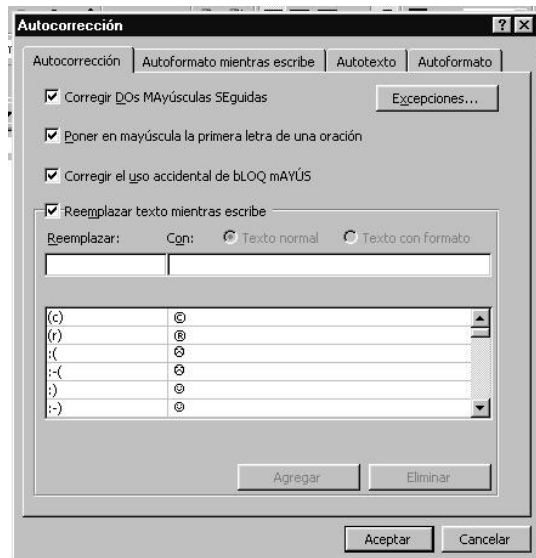 Autocorrección
Autocorrección Autoformato mientras escribe Autotexto Autoformato
Corregir DOs MAyúsculas SEguidas Excepciones...
Poner en mayúscula la primera letra de una oración
Corregir el uso accidental de bLOQ mAYÚS
Reemplazar texto mientras escribe
Reemplazar: Con: Texto normal Texto con formato
(c) ©
(r) ®
:( ☹
:-( ☹
:) ☺
:-) ☺
Agregar Eliminar
Aceptar Cancelar